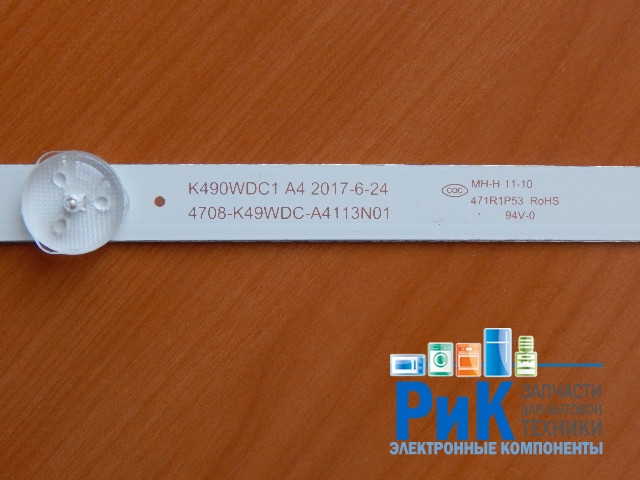 K490WDC1 A4 2017-6-24
4708-K49WDC-A4113N01
CQC
MH-H 11-10
471R1P53 RoHS
94V-0
РиК
ЗАПЧАСТИ
ДЛЯ БЫТОВОЙ
ТЕХНИКИ
ЭЛЕКТРОННЫЕ КОМПОНЕНТЫ